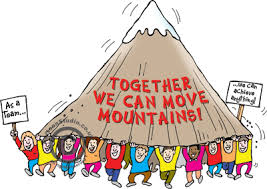 As a
Team...
TOGETHER
WE CAN MOVE
MOUNTAINS!
...We can
achieve
anything!